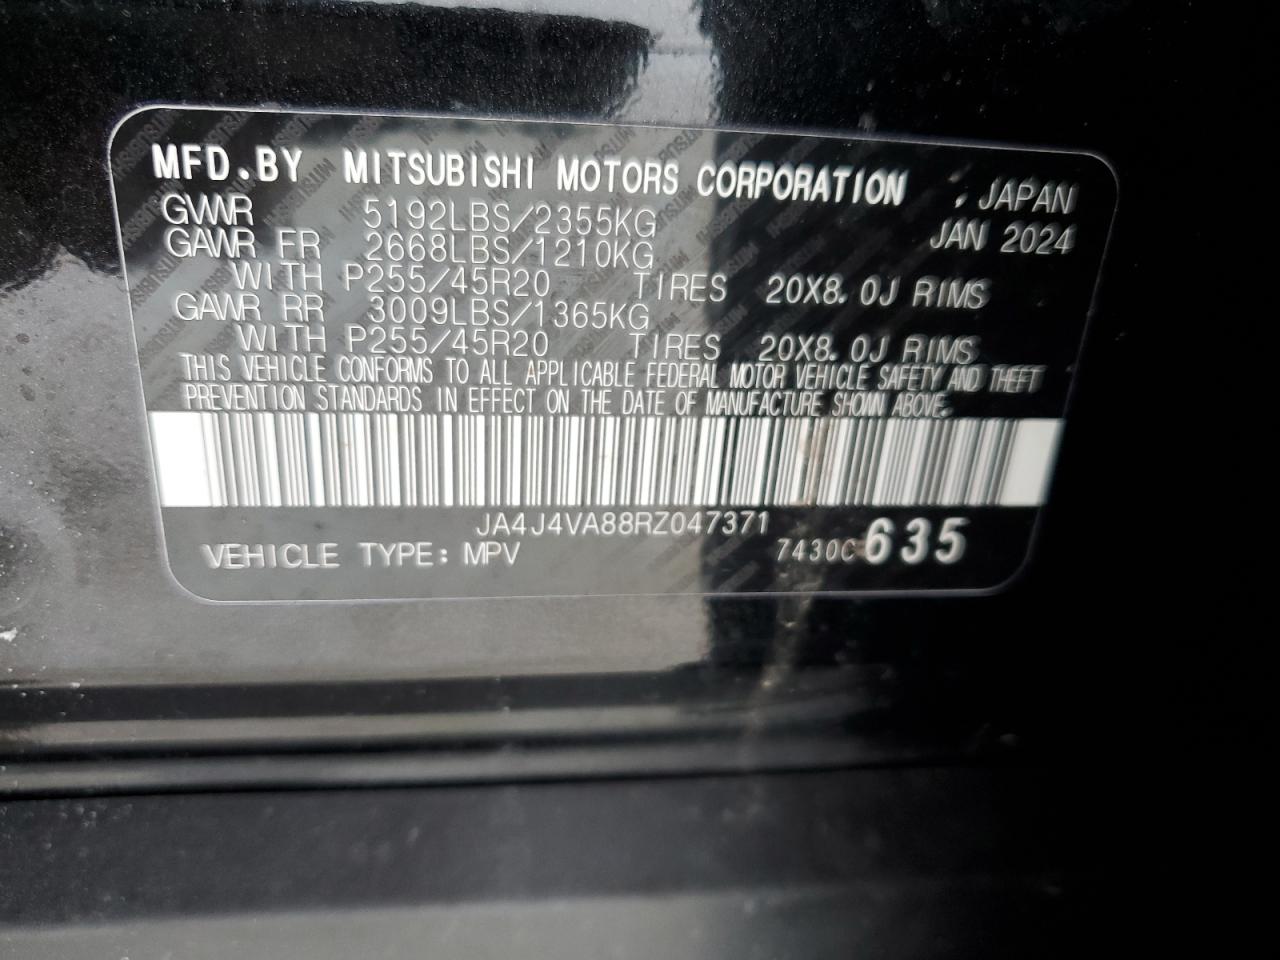 MFD.BY MITSUBISHI MOTORS CORPORATION , JAPAN
GVWR 5192LBS/2355KG JAN 2024
GAWR FR 2668LBS/1210KG
WITH P255/45R20 TIRES 20X8.0J RIMS
GAWR RR 3009LBS/1365KG
WITH P255/45R20 TIRES 20X8.0J RIMS
THIS VEHICLE CONFORMS TO ALL APPLICABLE FEDERAL MOTOR VEHICLE SAFETY AND THEFT
PREVENTION STANDARDS IN EFFECT ON THE DATE OF MANUFACTURE SHOWN ABOVE.
JA4J4VA88RZ047371
VEHICLE TYPE: MPV 7430C 635